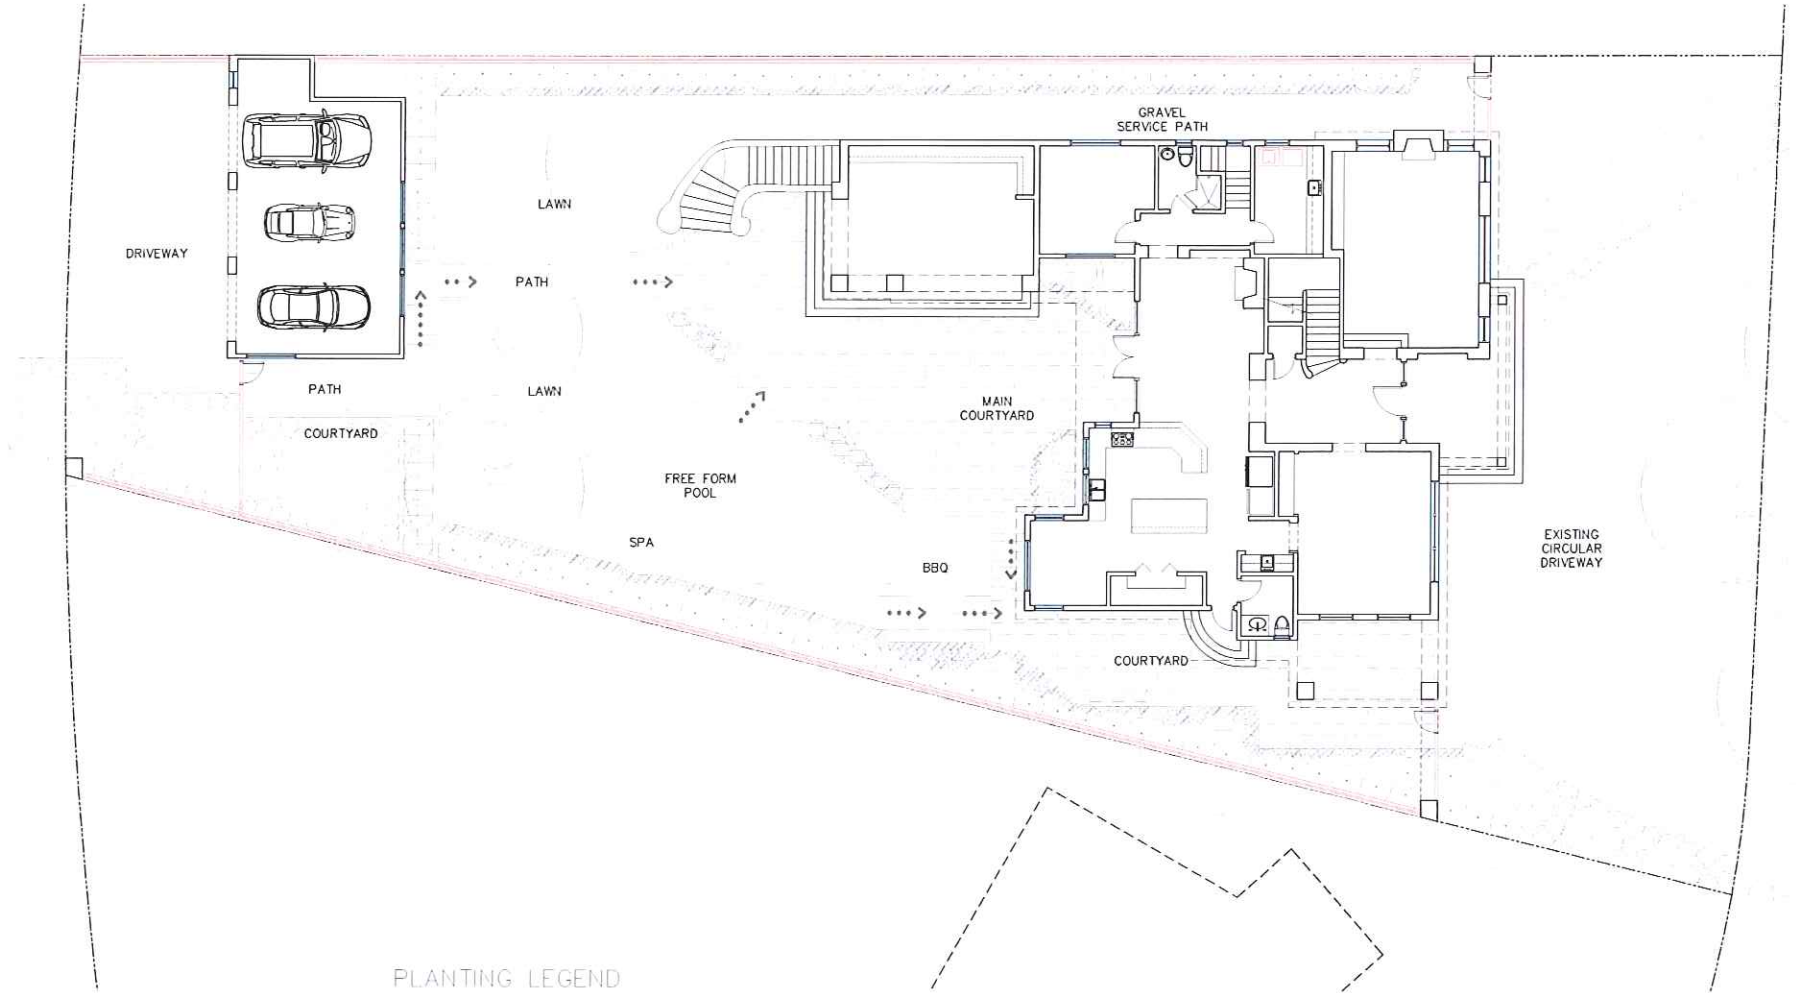 GRAVEL
SERVICE PATH
LAWN
DRIVEWAY
PATH
PATH
LAWN
MAIN
COURTYARD
COURTYARD
FREE FORM
POOL
SPA
BBQ
EXISTING
CIRCULAR
DRIVEWAY
COURTYARD
PLANTING LEGEND